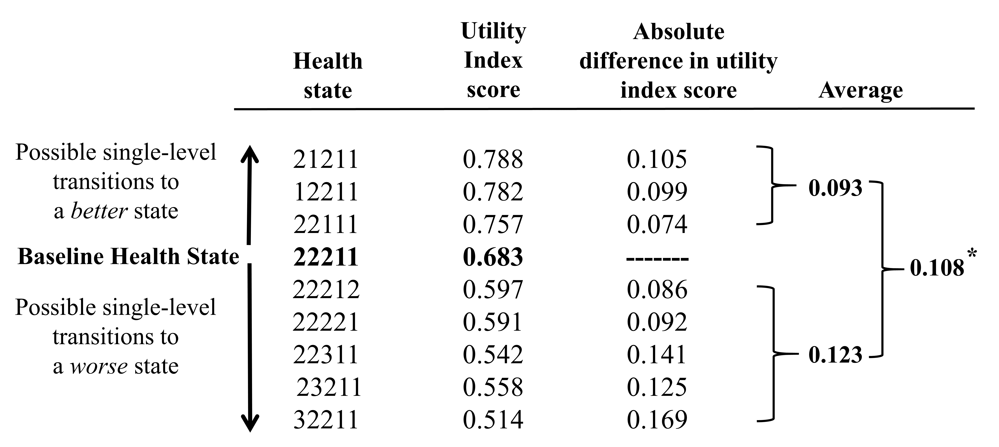 Health state
Utility Index score
Absolute difference in utility index score
Average
Possible single-level
transitions to
a better state
21211 0.788 0.105
12211 0.782 0.099
22111 0.757 0.074
0.093
Baseline Health State 22211 0.683 -------
0.108*
Possible single-level
transitions to
a worse state
22212 0.597 0.086
22221 0.591 0.092
22311 0.542 0.141
23211 0.558 0.125
32211 0.514 0.169
0.123